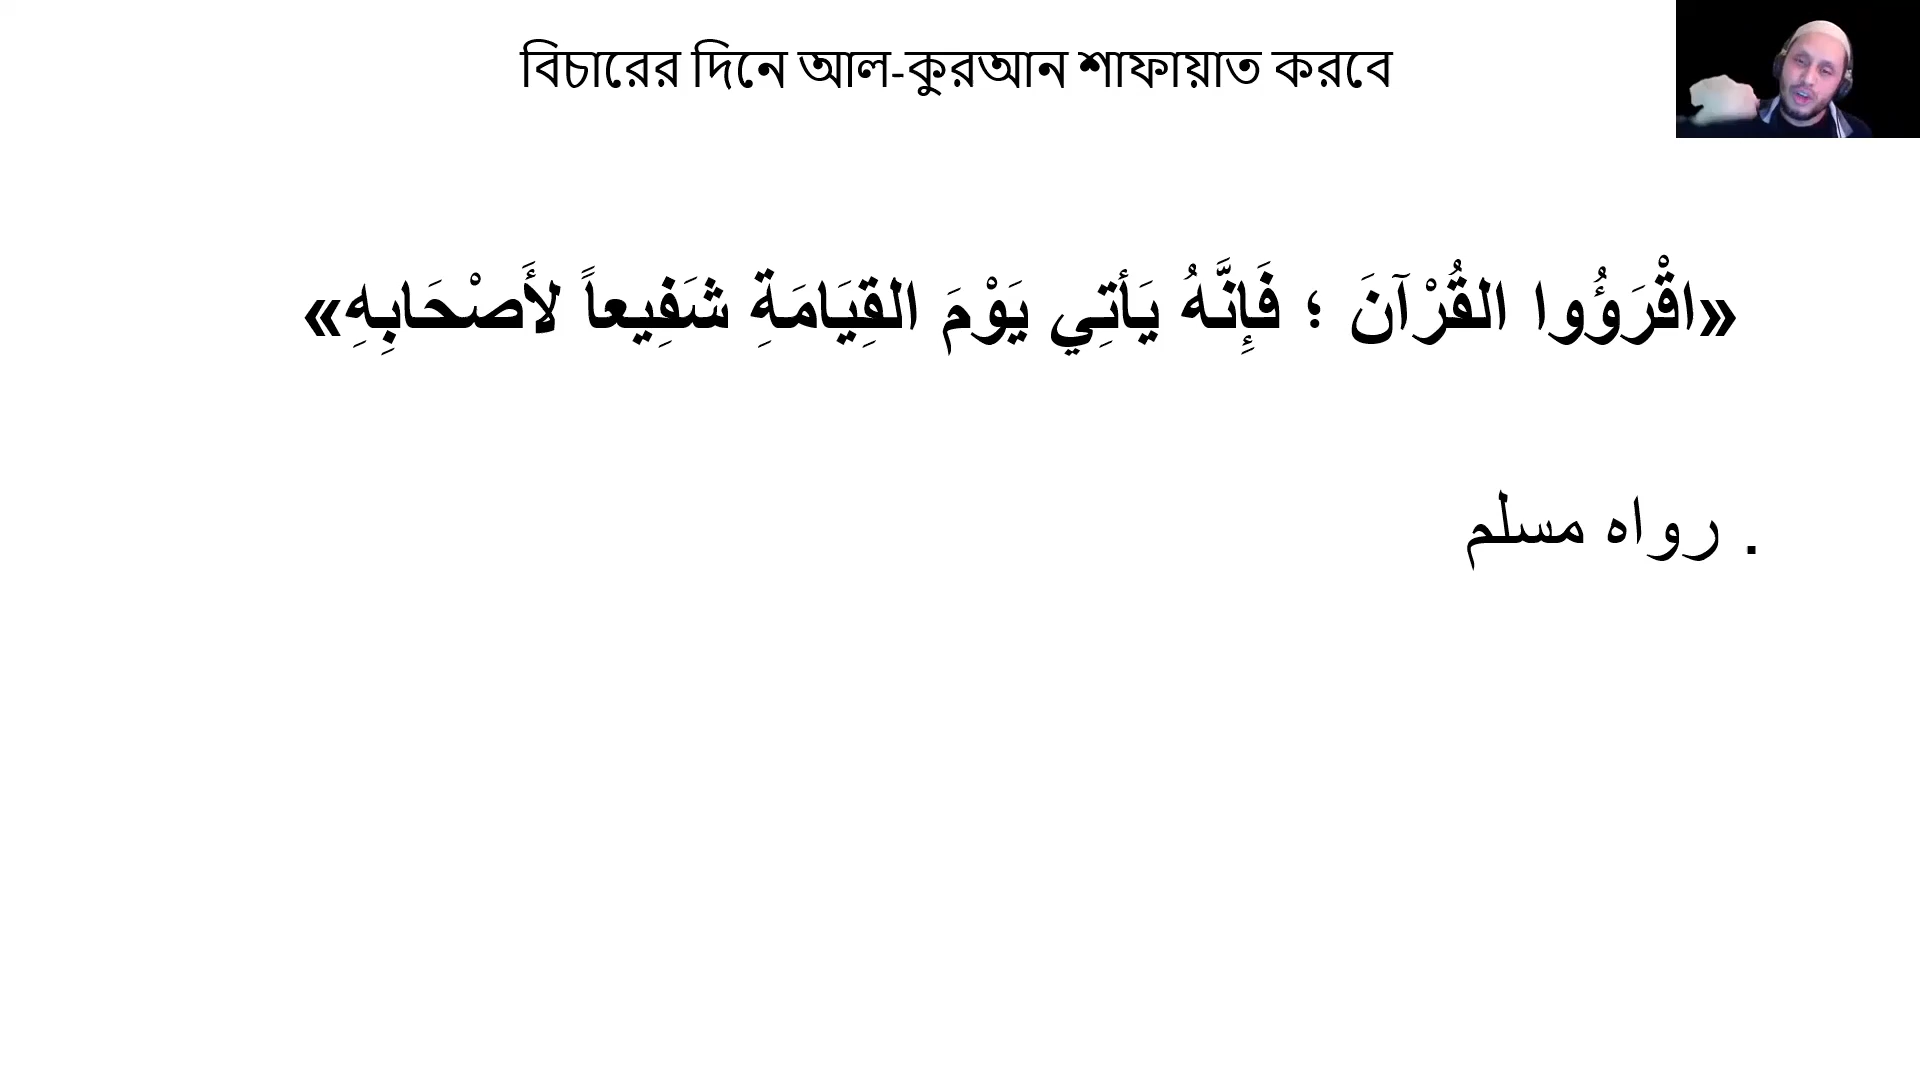 বিচারের দিনে আল-কুরআন শাফায়াত করবে
«اقْرَؤُوا القُرْآنَ ؛ فَإِنَّهُ يَأتِي يَوْمَ القِيَامَةِ شَفِيعاً لأَصْحَابِهِ»
. رواه مسلم